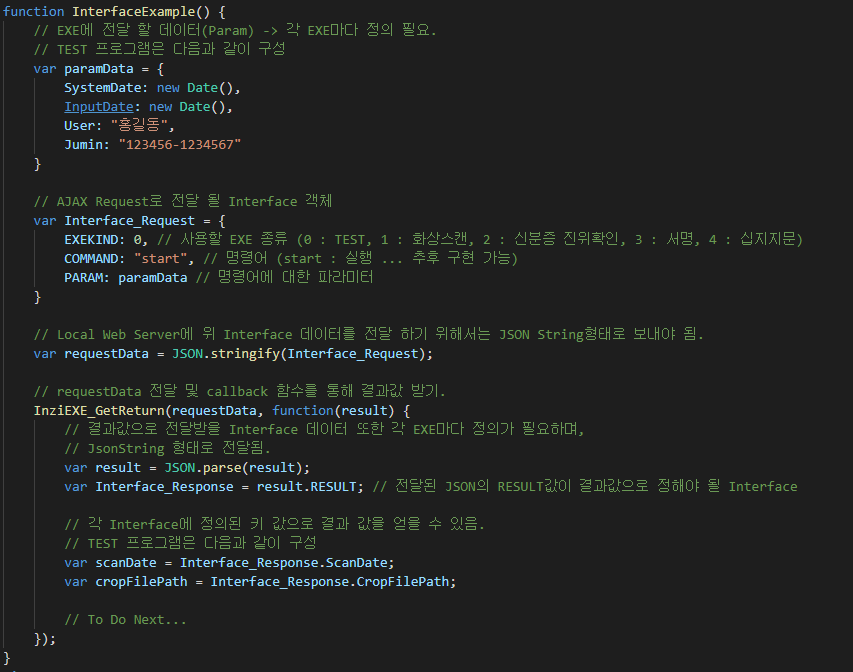 function InterfaceExample() {
// EXE에 전달 할 데이터(Param) -> 각 EXE마다 정의 필요.
// TEST 프로그램은 다음과 같이 구성
var paramData = {
SystemDate: new Date(),
InputDate: new Date(),
User: "홍길동",
Jumin: "123456-1234567"
}
// AJAX Request로 전달 될 Interface 객체
var Interface_Request = {
EXEKIND: 0, // 사용할 EXE 종류 (0 : TEST, 1 : 화상스캔, 2 : 신분증 진위확인, 3 : 서명, 4 : 십지지문)
COMMAND: "start", // 명령어 (start : 실행 ... 추후 구현 가능)
PARAM: paramData // 명령어에 대한 파라미터
}
// Local Web Server에 위 Interface 데이터를 전달 하기 위해서는 JSON String형태로 보내야 됨.
var requestData = JSON.stringify(Interface_Request);
// requestData 전달 및 callback 함수를 통해 결과값 받기.
InziEXE_GetReturn(requestData, function(result) {
// 결과값으로 전달받을 Interface 데이터 또한 각 EXE마다 정의가 필요하며,
// JsonString 형태로 전달됨.
var result = JSON.parse(result);
var Interface_Response = result.RESULT; // 전달된 JSON의 RESULT값이 결과값으로 정해야 될 Interface
// 각 Interface에 정의된 키 값으로 결과 값을 얻을 수 있음.
// TEST 프로그램은 다음과 같이 구성
var scanDate = Interface_Response.ScanDate;
var cropFilePath = Interface_Response.CropFilePath;
// To Do Next...
});
}